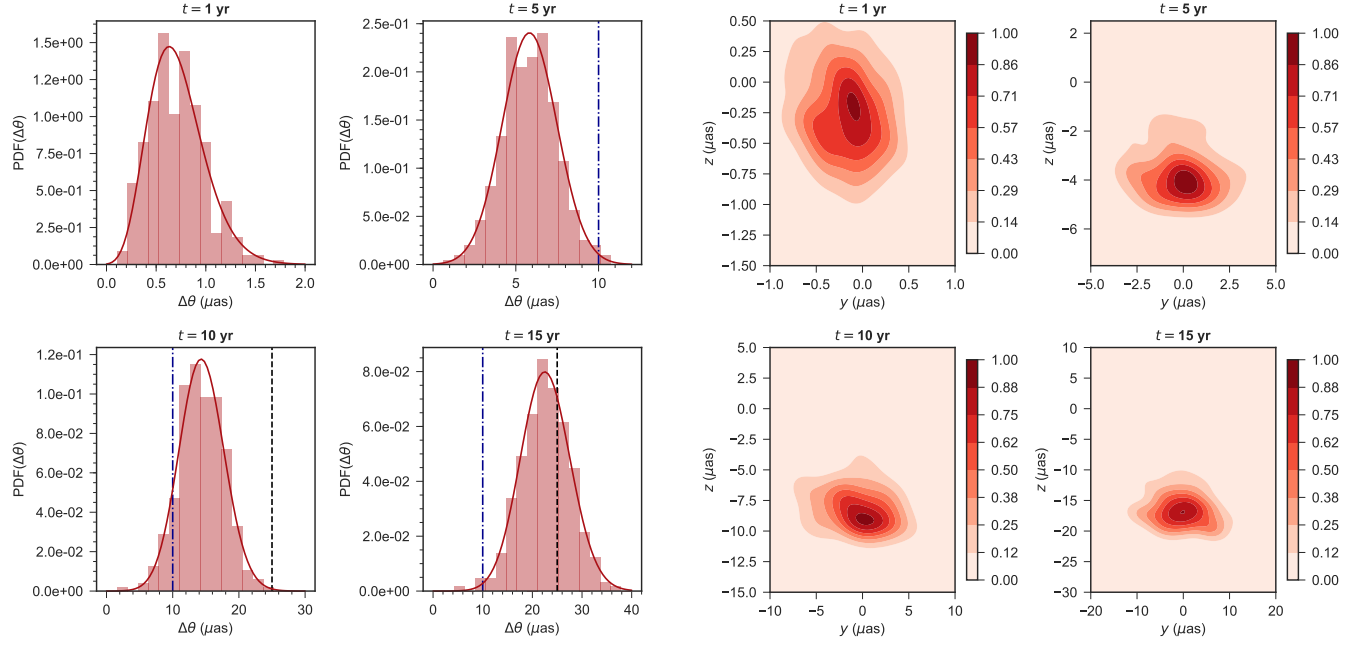 t = 1 yr
PDF(Δθ)
1.5e+00
1.2e+00
1.0e+00
7.5e-01
5.0e-01
2.5e-01
0.0e+00
0.0 0.5 1.0 1.5 2.0
Δθ (μas)
t = 5 yr
PDF(Δθ)
2.5e-01
2.0e-01
1.5e-01
1.0e-01
5.0e-02
0.0e+00
0 5 10
Δθ (μas)
t = 1 yr
z (μas)
0.50
0.25
0.00
−0.25
−0.50
−0.75
−1.00
−1.25
−1.50
−1.0 −0.5 0.0 0.5 1.0
y (μas)
1.00
0.86
0.71
0.57
0.43
0.29
0.14
0.00
t = 5 yr
z (μas)
2
0
−2
−4
−6
−5.0 −2.5 0.0 2.5 5.0
y (μas)
1.00
0.86
0.71
0.57
0.43
0.29
0.14
0.00
t = 10 yr
PDF(Δθ)
1.2e-01
1.0e-01
8.0e-02
6.0e-02
4.0e-02
2.0e-02
0.0e+00
0 10 20 30
Δθ (μas)
t = 15 yr
PDF(Δθ)
8.0e-02
6.0e-02
4.0e-02
2.0e-02
0.0e+00
0 10 20 30 40
Δθ (μas)
t = 10 yr
z (μas)
5.0
2.5
0.0
−2.5
−5.0
−7.5
−10.0
−12.5
−15.0
−10 −5 0 5 10
y (μas)
1.00
0.88
0.75
0.62
0.50
0.38
0.25
0.12
0.00
t = 15 yr
z (μas)
10
5
0
−5
−10
−15
−20
−25
−30
−20 −10 0 10 20
y (μas)
1.00
0.88
0.75
0.62
0.50
0.38
0.25
0.12
0.00